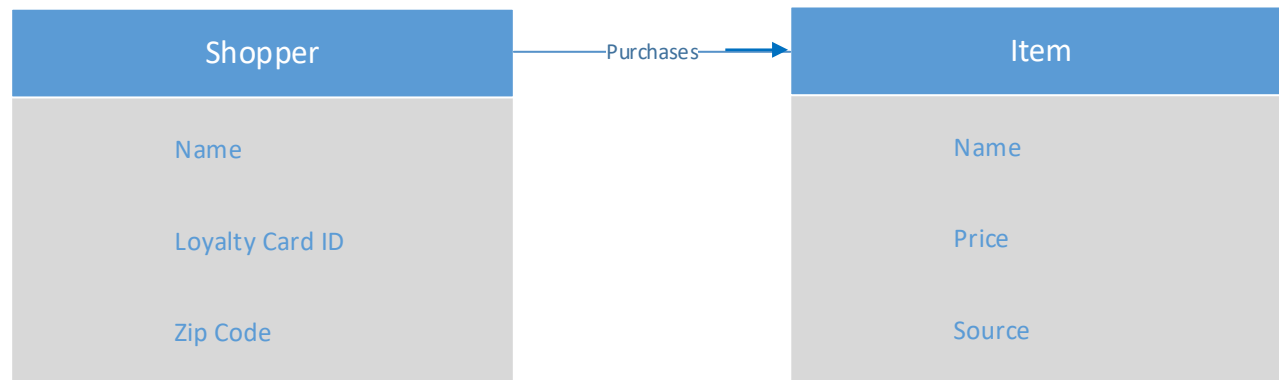 Shopper
Purchases
Item
Name
Loyalty Card ID
Zip Code
Name
Price
Source